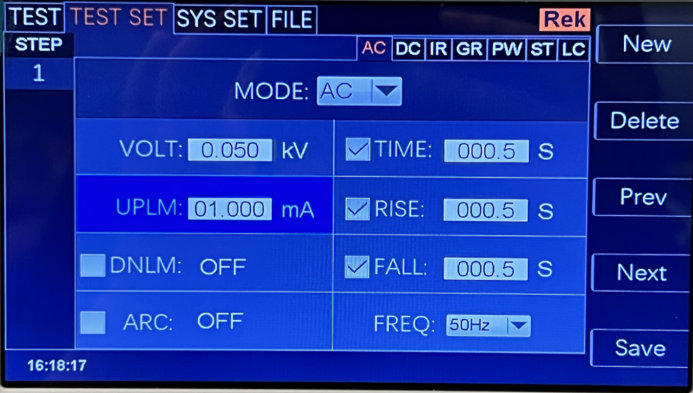 TEST TEST SET SYS SET FILE Rek
STEP AC DC IR GR PW ST LC New
1
MODE: AC
Delete
VOLT: 0.050 kV TIME: 000.5 S
UPLM: 01.000 mA RISE: 000.5 S Prev
DNLM: OFF FALL: 000.5 S Next
ARC: OFF FREQ: 50Hz
Save
16:18:17